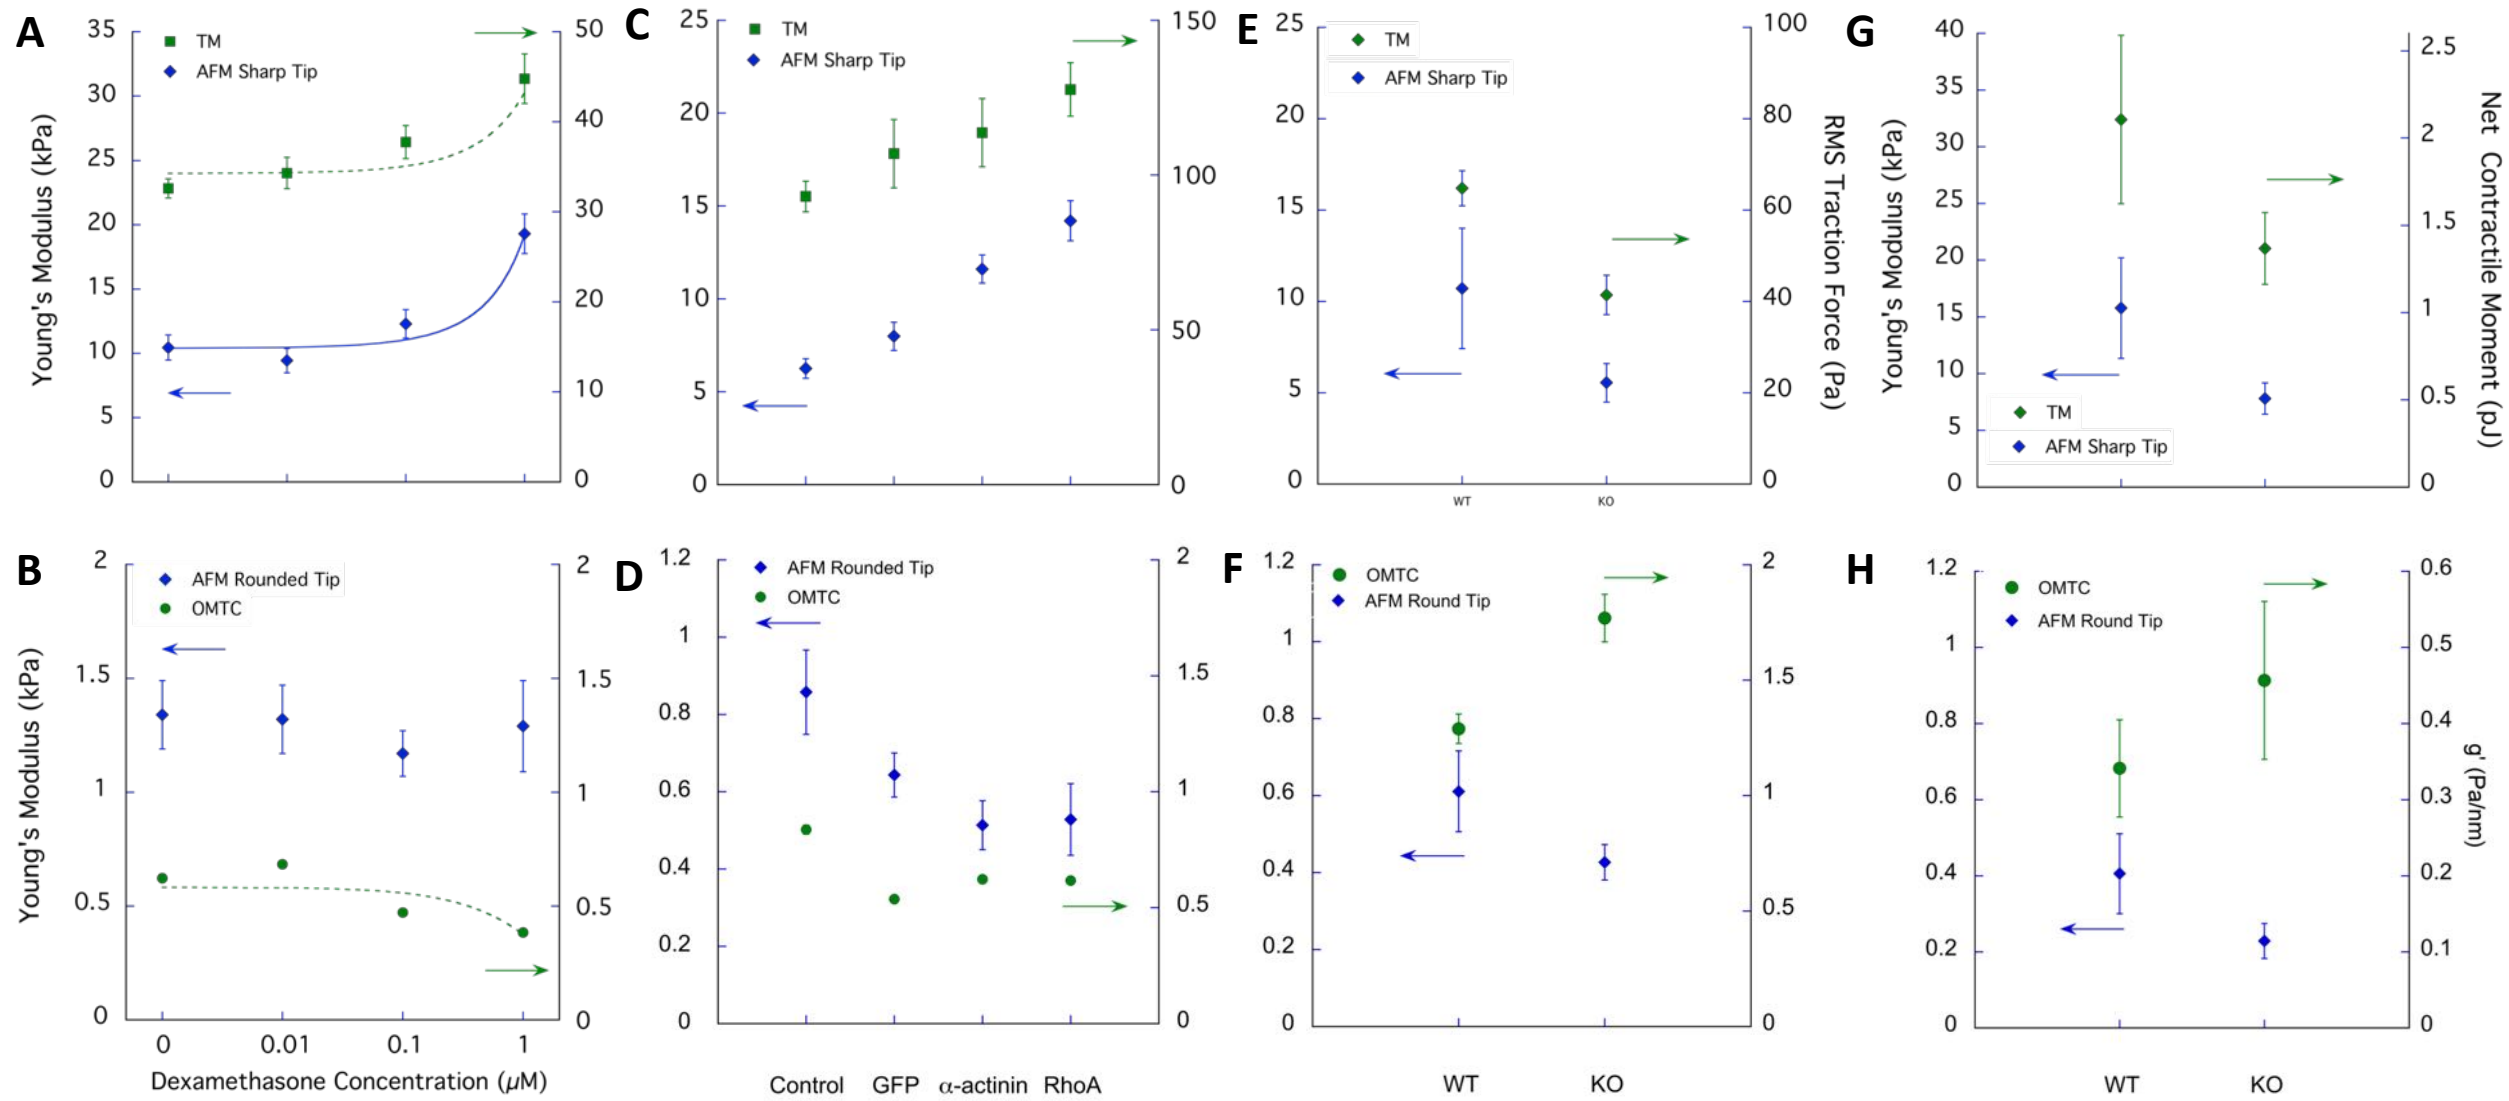 A
35
30
25
20
15
10
5
0
Young's Modulus (kPa)
TM
AFM Sharp Tip
50
40
30
20
10
0
C
25
20
15
10
5
0
TM
AFM Sharp Tip
150
100
50
0
E
25
20
15
10
5
0
TM
AFM Sharp Tip
WT
KO
100
80
60
40
20
0
RMS Traction Force (Pa)
G
Young's Modulus (kPa)
40
35
30
25
20
15
10
5
0
TM
AFM Sharp Tip
2.5
2
1.5
1
0.5
0
Net Contractile Moment (pJ)
B
Young's Modulus (kPa)
2
1.5
1
0.5
0
AFM Rounded Tip
OMTC
2
1.5
1
0.5
0
0 0.01 0.1 1
Dexamethasone Concentration (µM)
D
1.2
1
0.8
0.6
0.4
0.2
0
AFM Rounded Tip
OMTC
2
1.5
1
0.5
0
Control GFP α-actinin RhoA
F
1.2
1
0.8
0.6
0.4
0.2
0
OMTC
AFM Round Tip
2
1.5
1
0.5
0
WT KO
H
1.2
1
0.8
0.6
0.4
0.2
0
OMTC
AFM Round Tip
0.6
0.5
0.4
0.3
0.2
0.1
0
g' (Pa/nm)
WT KO